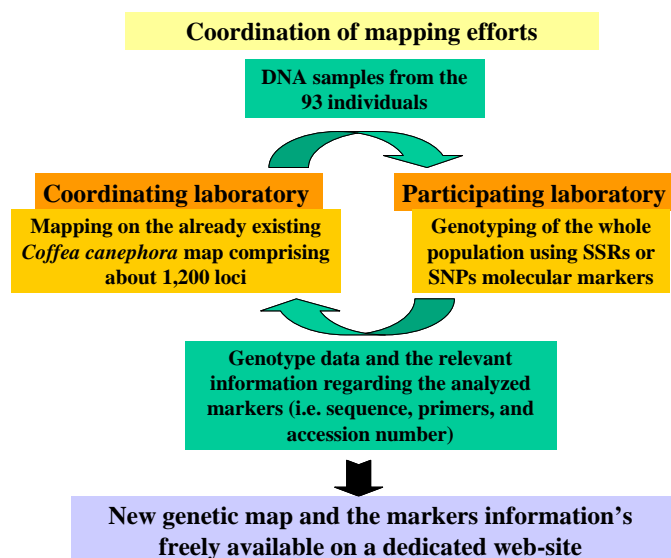 Coordination of mapping efforts
DNA samples from the
93 individuals
Coordinating laboratory
Mapping on the already existing
Coffea canephora map comprising
about 1,200 loci
Participating laboratory
Genotyping of the whole
population using SSRs or
SNPs molecular markers
Genotype data and the relevant
information regarding the analyzed
markers (i.e. sequence, primers, and
accession number)
New genetic map and the markers information's
freely available on a dedicated web-site